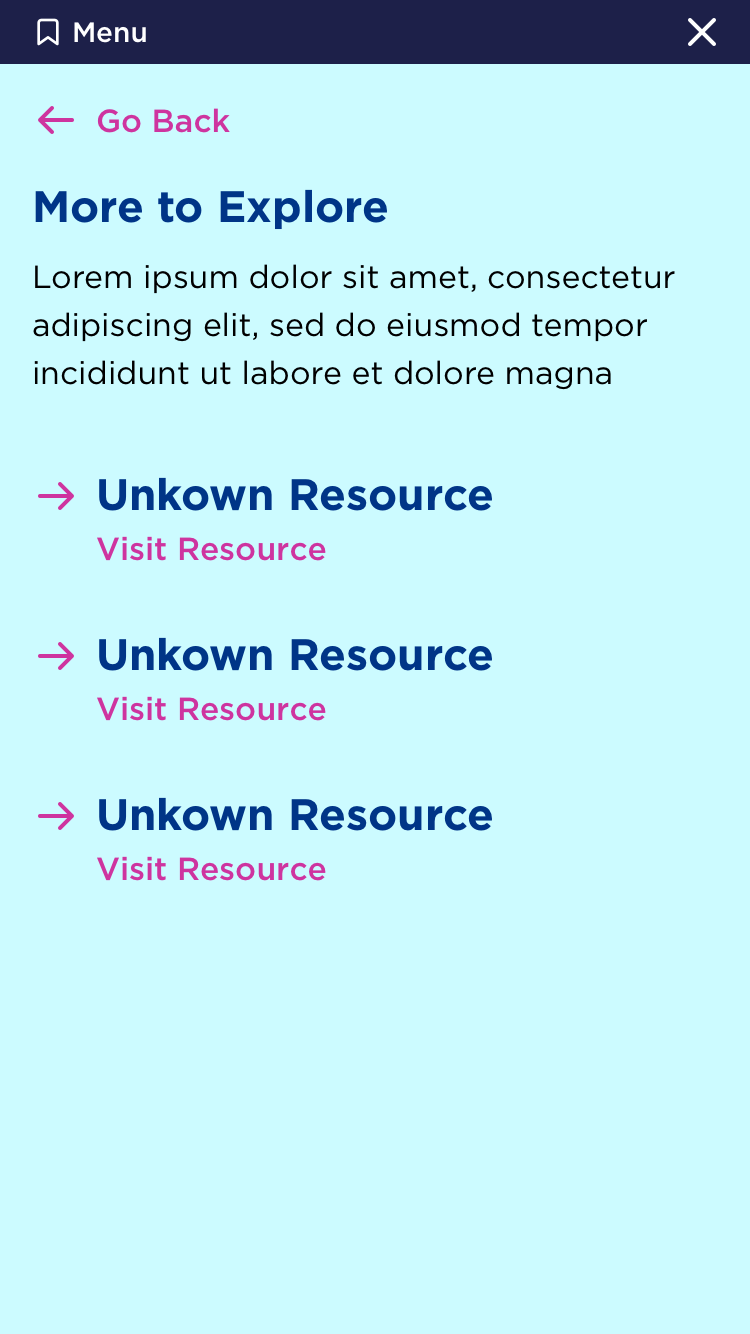 Menu
Go Back
More to Explore
Lorem ipsum dolor sit amet, consectetur
adipiscing elit, sed do eiusmod tempor
incididunt ut labore et dolore magna
Unkown Resource
Visit Resource
Unkown Resource
Visit Resource
Unkown Resource
Visit Resource